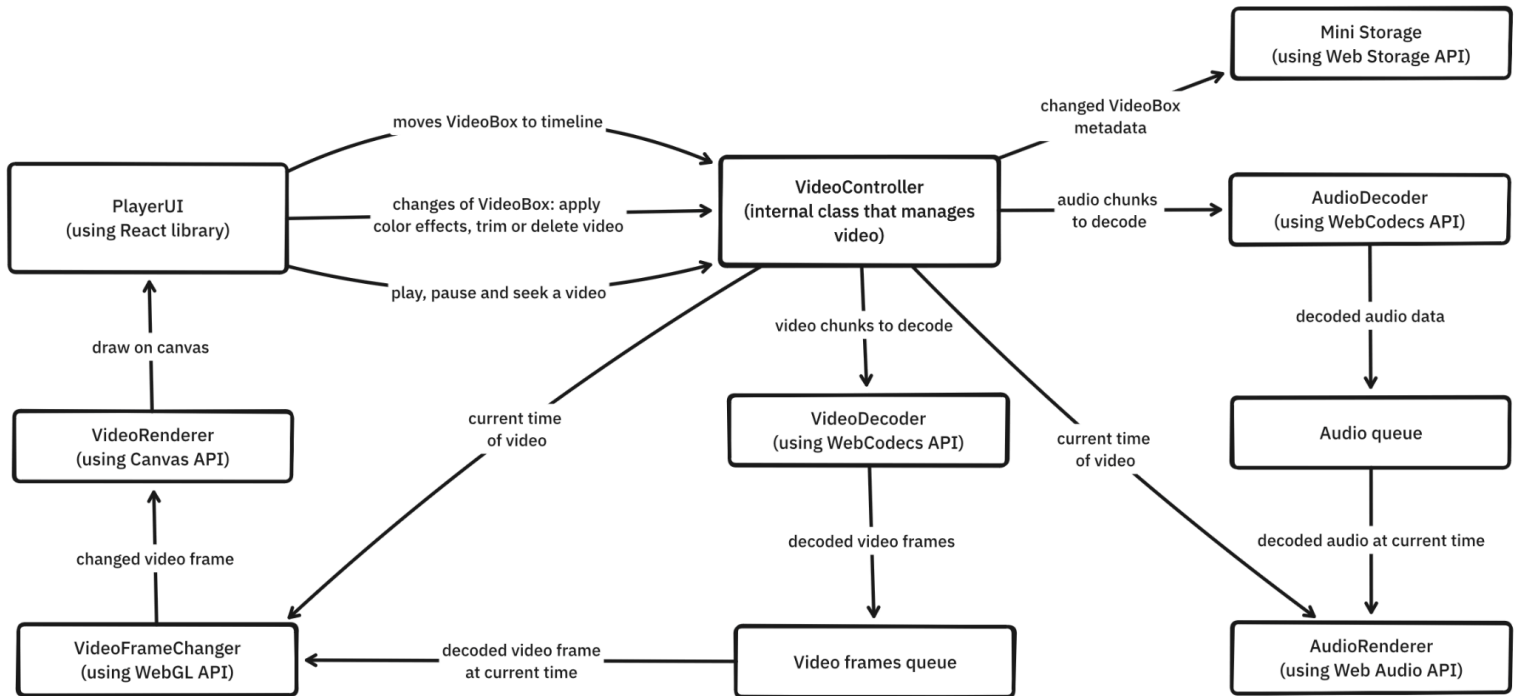 Mini Storage
(using Web Storage API)
changed VideoBox
metadata
moves VideoBox to timeline
PlayerUI
(using React library)
changes of VideoBox: apply
color effects, trim or delete video
play, pause and seek a video
VideoController
(internal class that manages
video)
audio chunks
to decode
AudioDecoder
(using WebCodecs API)
draw on canvas
video chunks to decode
decoded audio data
VideoRenderer
(using Canvas API)
current time
of video
VideoDecoder
(using WebCodecs API)
current time
of video
Audio queue
changed video frame
decoded video frames
decoded audio at current time
VideoFrameChanger
(using WebGL API)
decoded video frame
at current time
Video frames queue
AudioRenderer
(using Web Audio API)